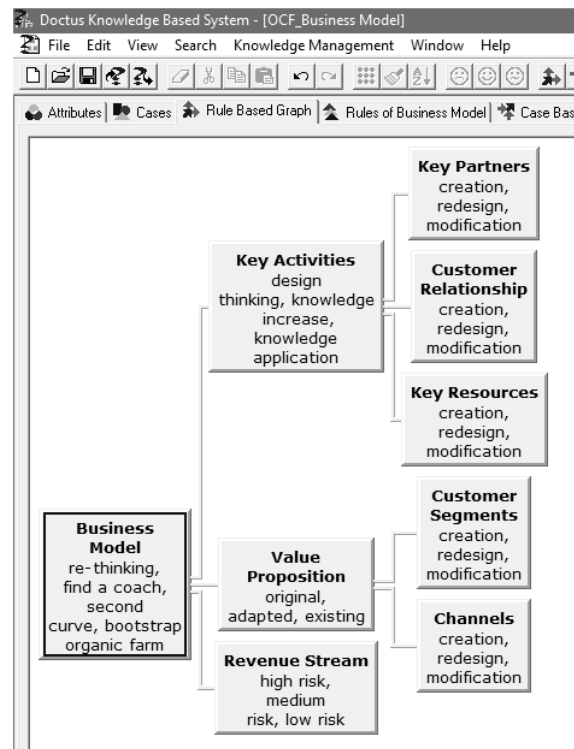 Doctus Knowledge Based System - [OCF_Business Model]
File Edit View Search Knowledge Management Window Help
Attributes Cases Rule Based Graph Rules of Business Model Case Bas
Key Partners
creation,
redesign,
modification
Key Activities
design
thinking, knowledge
increase,
knowledge
application
Customer
Relationship
creation,
redesign,
modification
Key Resources
creation,
redesign,
modification
Business
Model
re-thinking,
find a coach,
second
curve, bootstrap
organic farm
Value
Proposition
original,
adapted, existing
Customer
Segments
creation,
redesign,
modification
Channels
creation,
redesign,
modification
Revenue Stream
high risk,
medium
risk, low risk